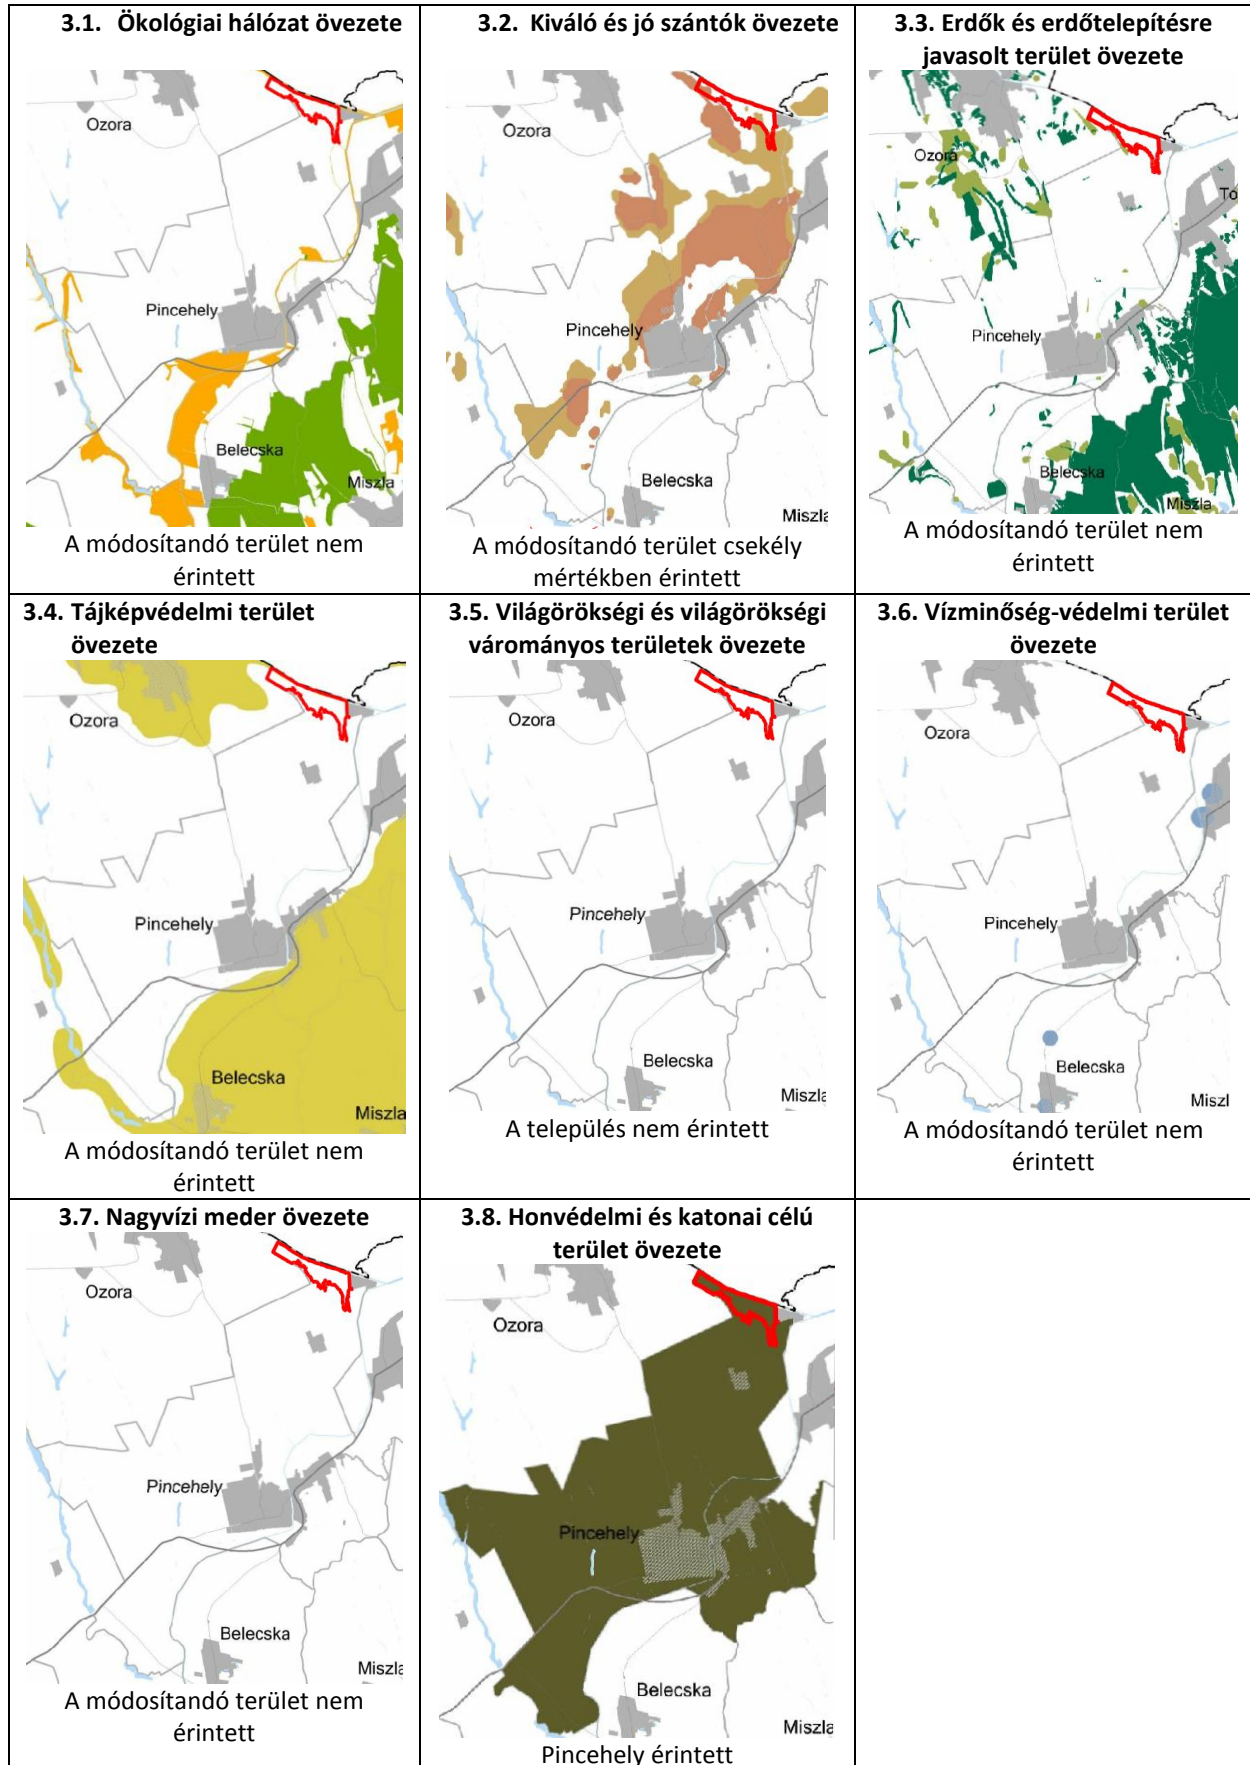 3.1. Ökológiai hálózat övezete
Ozora
Pincehely
Belecska
Miszla
A módosítandó terület nem
érintett
3.2. Kiváló és jó szántók övezete
Ozora
Pincehely
Belecska
Miszla
A módosítandó terület csekély
mértékben érintett
3.3. Erdők és erdőtelepítésre
javasolt terület övezete
Ozora
To
Pincehely
Belecska
Miszla
A módosítandó terület nem
érintett
3.4. Tájképvédelmi terület
övezete
Ozora
Pincehely
Belecska
Miszla
A módosítandó terület nem
érintett
3.5. Világörökségi és világörökségi
várományos területek övezete
Ozora
Pincehely
Belecska
Miszla
A település nem érintett
3.6. Vízminőség-védelmi terület
övezete
Ozora
Pincehely
Belecska
Miszl
A módosítandó terület nem
érintett
3.7. Nagyvízi meder övezete
Ozora
Pincehely
Belecska
Miszla
A módosítandó terület nem
érintett
3.8. Honvédelmi és katonai célú
terület övezete
Ozora
Pincehely
Belecska
Miszla
Pincehely érintett